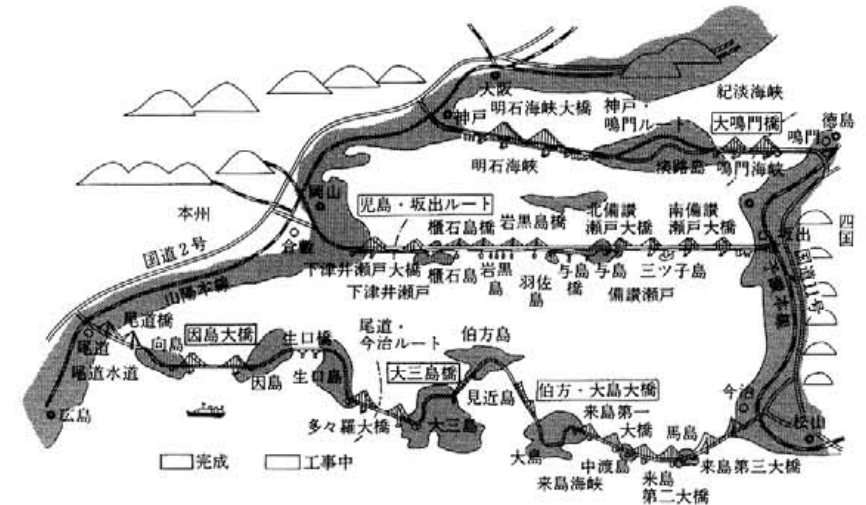 大阪
紀淡海峡
明石海峡大橋
神戸・
鳴門ルート
大鳴門橋
徳島
鳴門
神戸
明石海峡
淡路島
鳴門海峡
岡山
本州
四国
児島・坂出ルート
岩黒島橋
北備讃
瀬戸大橋
南備讃
瀬戸大橋
櫃石島橋
坂出
国道2号
倉敷
下津井瀬戸大橋
下津井瀬戸
櫃石島
岩黒
島
羽佐
島
与島
橋
与島
三ツ子島
備讃瀬戸
国道11号
山陽本線
尾道橋
尾道
尾道水道
向島
因島大橋
因島
生口橋
生口島
尾道・
今治ルート
伯方島
大三島橋
見近島
伯方・大島大橋
多々羅大橋
大三島
大島
来島第一
大橋
馬島
今治
松山
広島
中渡島
来島海峡
来島
第二大橋
来島第三大橋
完成
工事中